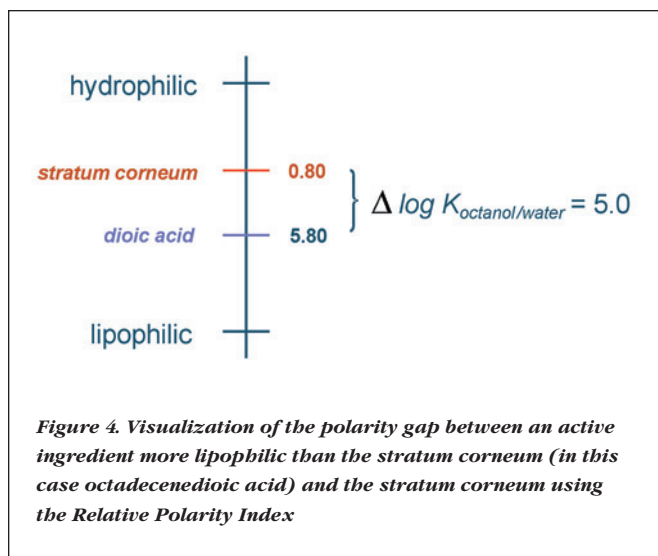 hydrophilic
stratum corneum 0.80
Δ log K octanol/water = 5.0
dioic acid 5.80
lipophilic
Figure 4. Visualization of the polarity gap between an active
ingredient more lipophilic than the stratum corneum (in this
case octadecenedioic acid) and the stratum corneum using
the Relative Polarity Index